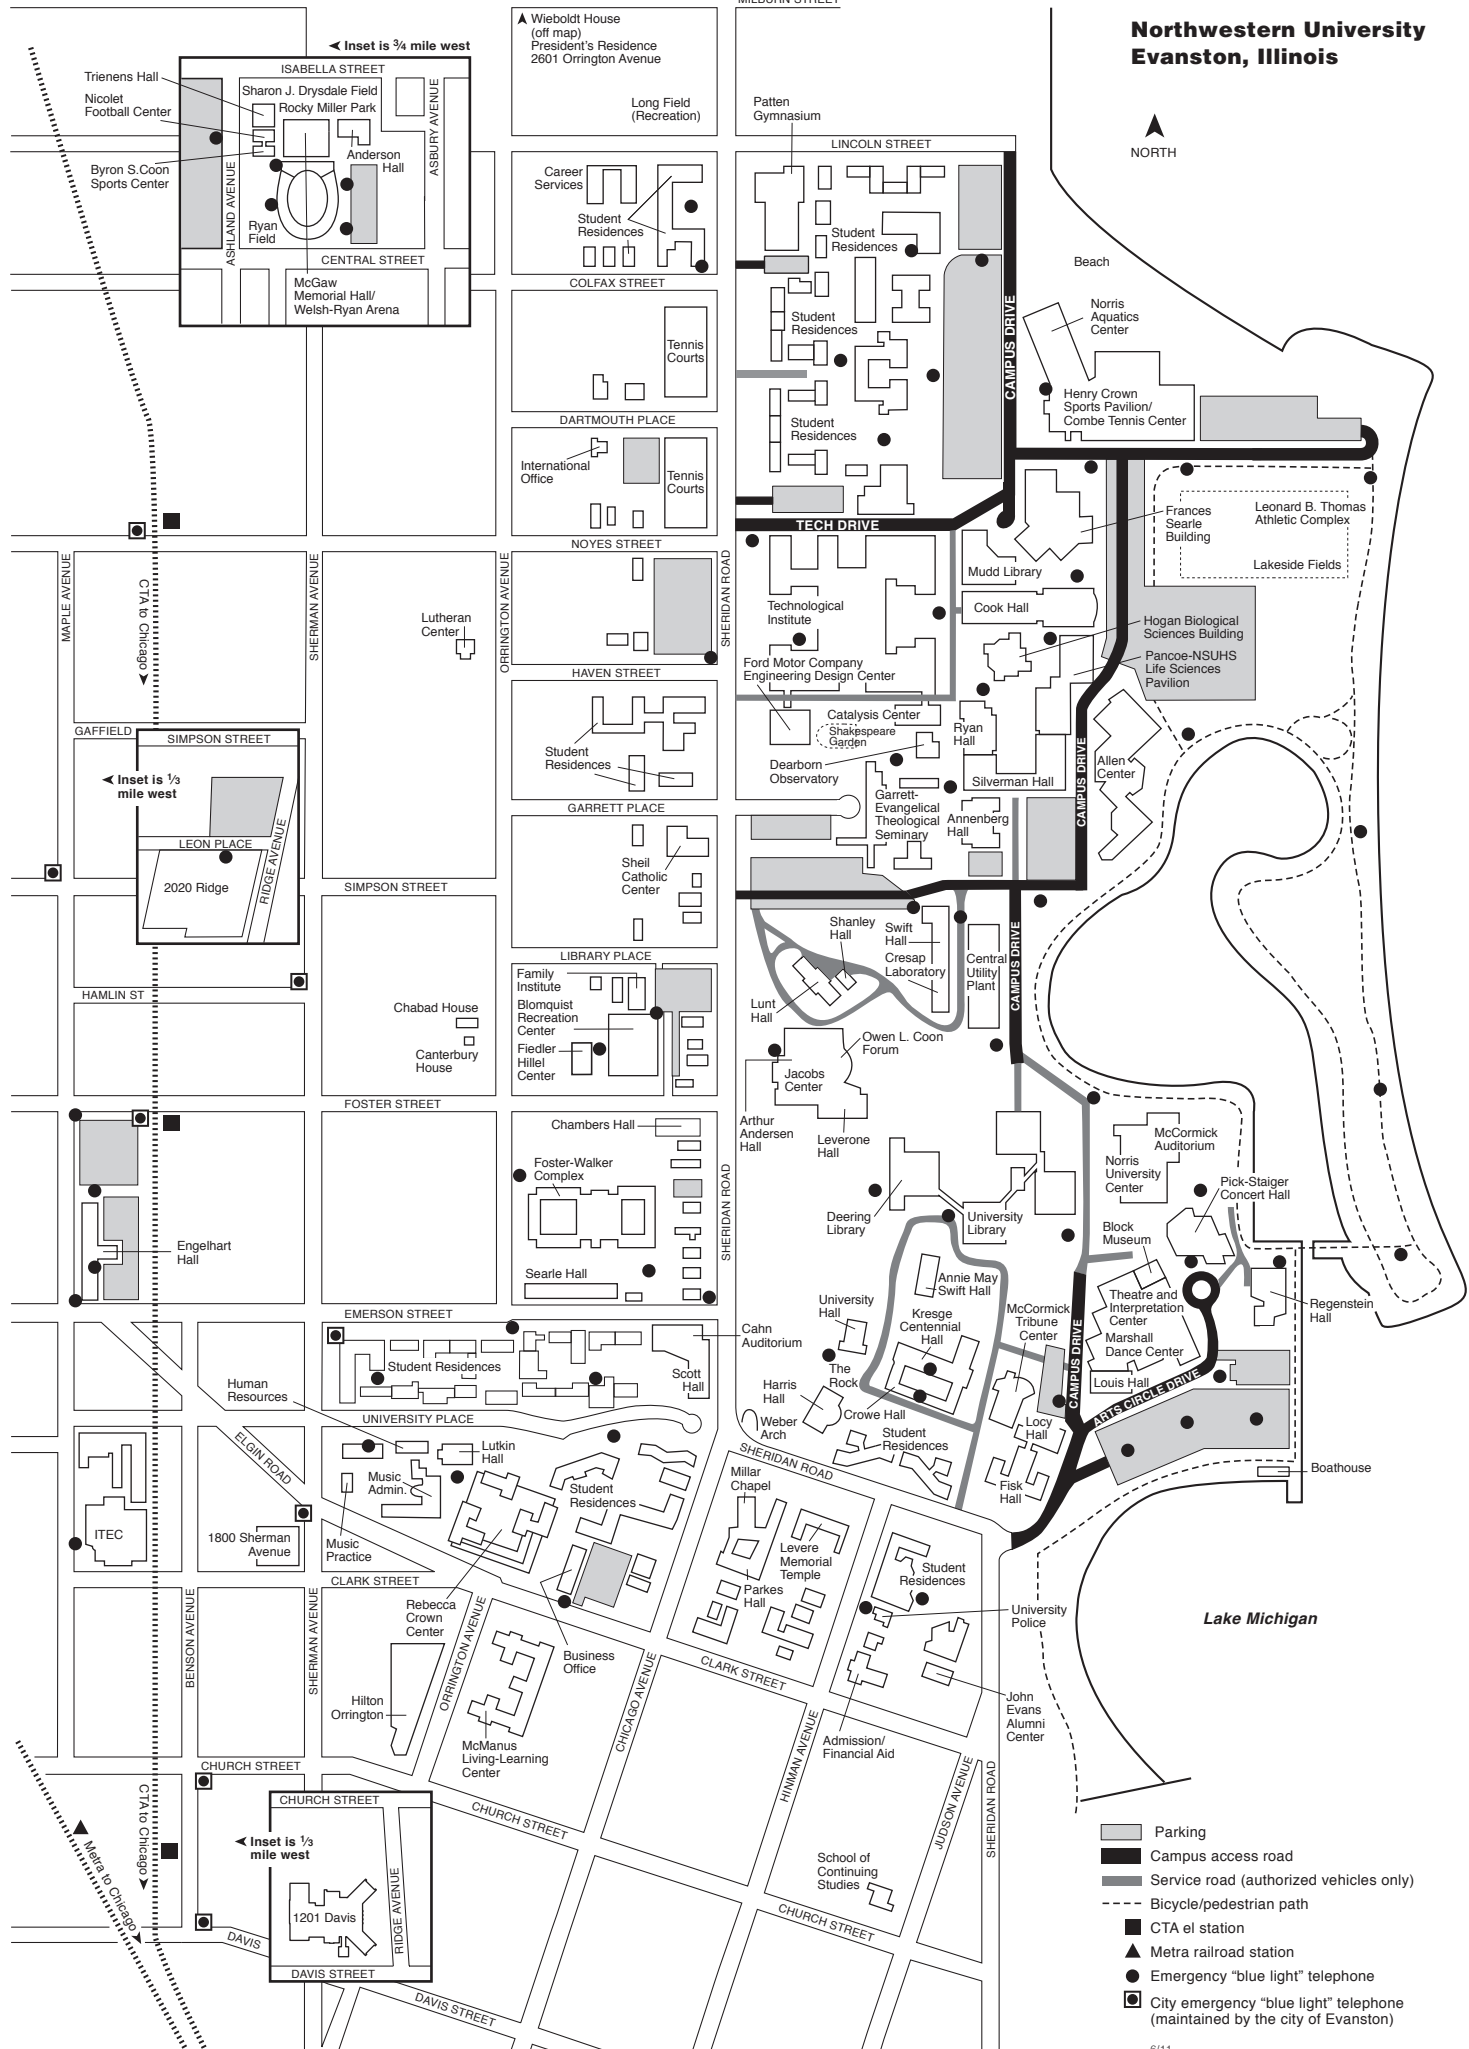 MILBURN STREET
Northwestern University
Evanston, Illinois
NORTH
Wieboldt House
(off map)
President's Residence
2601 Orrington Avenue
Long Field
(Recreation)
Inset is ¾ mile west
ISABELLA STREET
Trienens Hall
Nicolet
Football Center
Byron S.Coon
Sports Center
Sharon J. Drysdale Field
Rocky Miller Park
Anderson
Hall
Ryan
Field
ASHLAND AVENUE
ASBURY AVENUE
CENTRAL STREET
McGaw
Memorial Hall/
Welsh-Ryan Arena
Patten
Gymnasium
LINCOLN STREET
Career
Services
Student
Residences
Student
Residences
COLFAX STREET
Beach
Norris
Aquatics
Center
Student
Residences
Tennis
Courts
CAMPUS DRIVE
Henry Crown
Sports Pavilion/
Combe Tennis Center
DARTMOUTH PLACE
Student
Residences
International
Office
Tennis
Courts
Frances
Searle
Building
Leonard B. Thomas
Athletic Complex
Lakeside Fields
TECH DRIVE
NOYES STREET
MAPLE AVENUE
CTA to Chicago
SHERMAN AVENUE
ORRINGTON AVENUE
SHERIDAN ROAD
Mudd Library
Technological
Institute
Cook Hall
Lutheran
Center
Hogan Biological
Sciences Building
Pancoe-NSUHS
Life Sciences
Pavilion
HAVEN STREET
Ford Motor Company
Engineering Design Center
Catalysis Center
Shakespeare
Garden
Ryan
Hall
Dearborn
Observatory
Silverman Hall
Allen
Center
CAMPUS DRIVE
GAFFIELD
SIMPSON STREET
Inset is ⅓
mile west
LEON PLACE
RIDGE AVENUE
2020 Ridge
Student
Residences
GARRETT PLACE
Garrett-
Evangelical
Theological
Seminary
Annenberg
Hall
Sheil
Catholic
Center
SIMPSON STREET
Shanley
Hall
Swift
Hall
Cresap
Laboratory
Central
Utility
Plant
CAMPUS DRIVE
LIBRARY PLACE
Family
Institute
Blomquist
Recreation
Center
Fiedler
Hillel
Center
Lunt
Hall
HAMLIN ST
Chabad House
Canterbury
House
Owen L. Coon
Forum
Jacobs
Center
Arthur
Andersen
Hall
Leverone
Hall
FOSTER STREET
Chambers Hall
Foster-Walker
Complex
SHERIDAN ROAD
McCormick
Auditorium
Norris
University
Center
Pick-Staiger
Concert Hall
Deering
Library
University
Library
Block
Museum
Engelhart
Hall
Searle Hall
Annie May
Swift Hall
University
Hall
Kresge
Centennial
Hall
McCormick
Tribune
Center
Theatre and
Interpretation
Center
Marshall
Dance Center
Regenstein
Hall
EMERSON STREET
Cahn
Auditorium
Student Residences
Scott
Hall
The
Rock
Harris
Hall
Crowe Hall
Louis Hall
CAMPUS DRIVE
ARTS CIRCLE DRIVE
Human
Resources
UNIVERSITY PLACE
Weber
Arch
Student
Residences
Locy
Hall
ELGIN ROAD
Lutkin
Hall
Music
Admin.
Student
Residences
SHERIDAN ROAD
Millar
Chapel
Fisk
Hall
Boathouse
ITEC
1800 Sherman
Avenue
Music
Practice
Levere
Memorial
Temple
Student
Residences
CLARK STREET
Parkes
Hall
Rebecca
Crown
Center
University
Police
Lake Michigan
BENSON AVENUE
SHERMAN AVENUE
ORRINGTON AVENUE
Business
Office
CLARK STREET
CHICAGO AVENUE
Hilton
Orrington
McManus
Living-Learning
Center
HINMAN AVENUE
Admission/
Financial Aid
John
Evans
Alumni
Center
JUDSON AVENUE
SHERIDAN ROAD
CHURCH STREET
CTA to Chicago
Metra to Chicago
CHURCH STREET
Inset is ⅓
mile west
1201 Davis
RIDGE AVENUE
DAVIS STREET
CHURCH STREET
School of
Continuing
Studies
CHURCH STREET
DAVIS
DAVIS STREET
Parking
Campus access road
Service road (authorized vehicles only)
Bicycle/pedestrian path
CTA el station
Metra railroad station
Emergency “blue light” telephone
City emergency “blue light” telephone
(maintained by the city of Evanston)
6/11